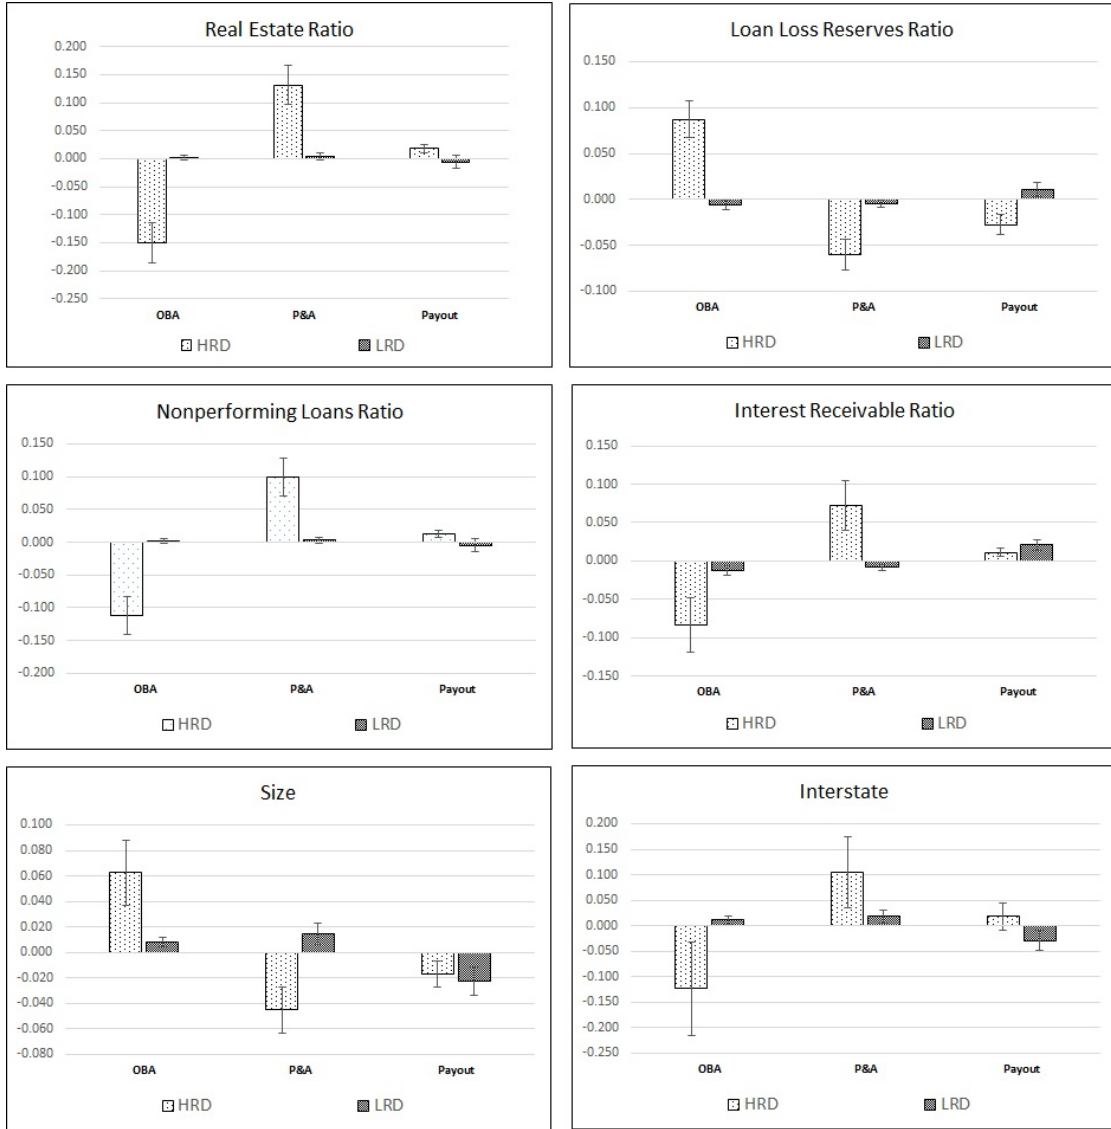 Real Estate Ratio
0.200
0.150
0.100
0.050
0.000
-0.050
-0.100
-0.150
-0.200
-0.250
OBA P&A Payout
HRD LRD
Loan Loss Reserves Ratio
0.150
0.100
0.050
0.000
-0.050
-0.100
OBA P&A Payout
HRD LRD
Nonperforming Loans Ratio
0.150
0.100
0.050
0.000
-0.050
-0.100
-0.150
-0.200
OBA P&A Payout
HRD LRD
Interest Receivable Ratio
0.150
0.100
0.050
0.000
-0.050
-0.100
-0.150
OBA P&A Payout
HRD LRD
Size
0.100
0.080
0.060
0.040
0.020
0.000
-0.020
-0.040
-0.060
-0.080
OBA P&A Payout
HRD LRD
Interstate
0.200
0.150
0.100
0.050
0.000
-0.050
-0.100
-0.150
-0.200
-0.250
OBA P&A Payout
HRD LRD